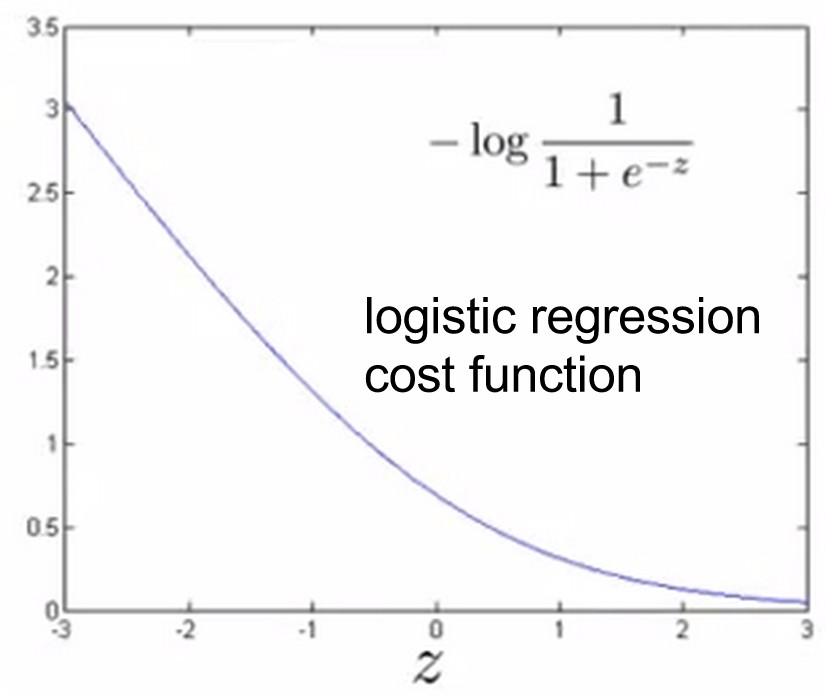 3.5
3
2.5
2
1.5
1
0.5
0
-3 -2 -1 0 1 2 3
z
− log 1 / (1 + e^{−z})
logistic regression
cost function